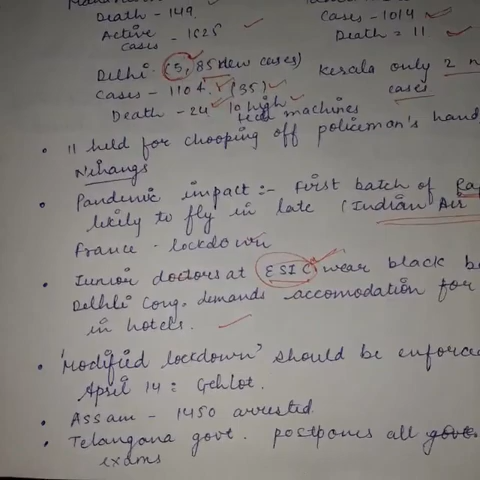 Death - 149
Cases - 1014
Active cases - 1625
Death = 11
Delhi (5, 85 new cases)
Kerala only 2 n
Cases - 1104. (35)
cases
Death - 24 10 high
machines
• 11 held for chooping off policeman's hand
Nihangs
• Pandemic impact :- First batch of Ra
likely to fly in late (Indian Air
France . lockdown
• Junior doctors at ESIC wear black b
Delhi Cong. demands accomodation for
in hotels.
• 'Modified lockdown' should be enforce
April 14 : Gehlot.
• Assam - 1450 arrested.
• Telangana govt. postpones all govt.
exams